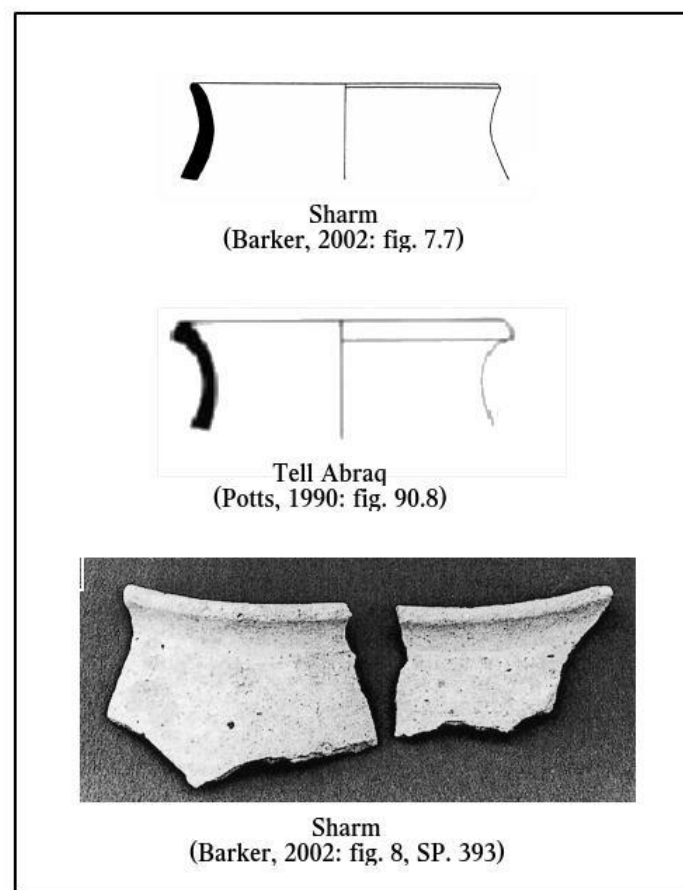 Sharm
(Barker, 2002: fig. 7.7)
Tell Abraq
(Potts, 1990: fig. 90.8)
Sharm
(Barker, 2002: fig. 8, SP. 393)